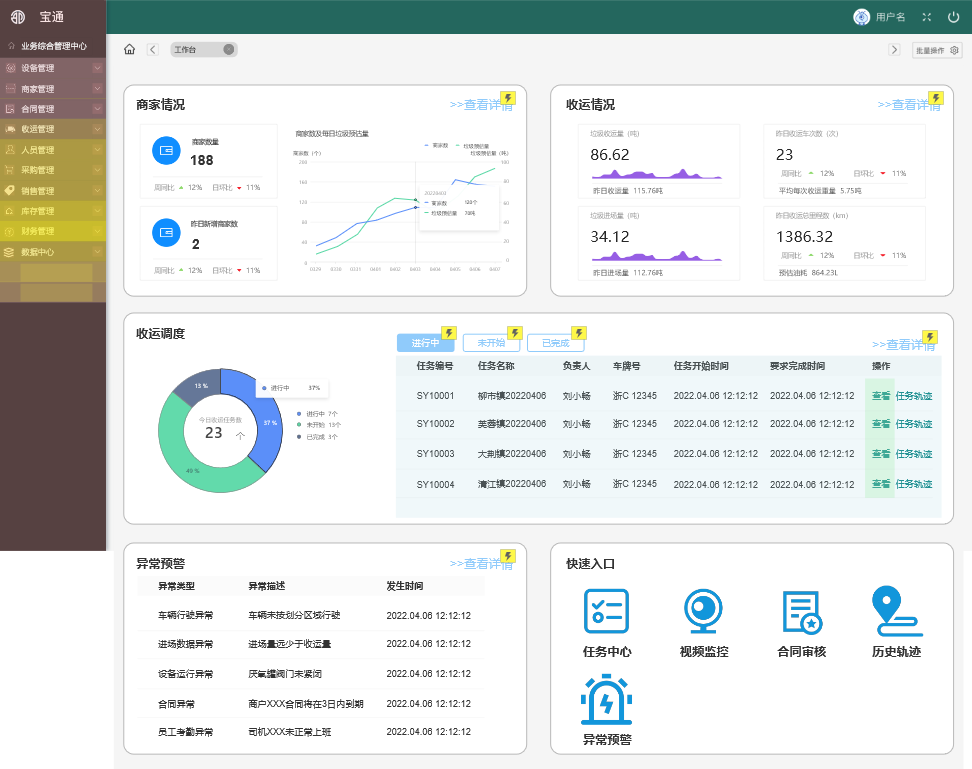 宝通
用户名
业务综合管理中心
设备管理
商家管理
合同管理
收运管理
人员管理
采购管理
销售管理
库存管理
财务管理
数据中心
工作台
批量操作
商家情况
>>查看详情
商家数量
188
周同比 12% 日环比 11%
昨日新增商家数
2
周同比 12% 日环比 11%
商家数及每日垃圾预估量
商家数 垃圾预估量
商家数（个） 垃圾预估量（吨）
200 100
160 80
120 60
80 40
40 20
0 0
0329 0330 0331 0401 0402 0403 0404 0405 0406 0407
20220403
商家数 120个
垃圾预估量 70吨
收运情况
>>查看详情
垃圾收运量（吨）
86.62
昨日收运量 115.76吨
昨日收运车次数（次）
23
周同比 12% 日环比 11%
平均每次收运重量 5.75吨
垃圾进场量（吨）
34.12
昨日进场量 112.76吨
昨日收运总里程数（km）
1386.32
周同比 12% 日环比 11%
预估油耗 864.23L
收运调度
进行中 未开始 已完成
>>查看详情
13 %
37 %
49 %
今日收运任务数
23 个
进行中 37%
进行中 7个
未开始 13个
已完成 3个
任务编号 任务名称 负责人 车牌号 任务开始时间 要求完成时间 操作
SY10001 柳市镇20220406 刘小畅 浙C 12345 2022.04.06 12:12:12 2022.04.06 12:12:12 查看 任务轨迹
SY10002 芙蓉镇20220406 刘小畅 浙C 12345 2022.04.06 12:12:12 2022.04.06 12:12:12 查看 任务轨迹
SY10003 大荆镇20220406 刘小畅 浙C 12345 2022.04.06 12:12:12 2022.04.06 12:12:12 查看 任务轨迹
SY10004 清江镇20220406 刘小畅 浙C 12345 2022.04.06 12:12:12 2022.04.06 12:12:12 查看 任务轨迹
异常预警
>>查看详情
异常类型 异常描述 发生时间
车辆行驶异常 车辆未按划分区域行驶 2022.04.06 12:12:12
进场数据异常 进场量远少于收运量 2022.04.06 12:12:12
设备运行异常 厌氧罐阀门未紧闭 2022.04.06 12:12:12
合同异常 商户XXX合同将在3日内到期 2022.04.06 12:12:12
员工考勤异常 司机XXX未正常上班 2022.04.06 12:12:12
快速入口
任务中心 视频监控 合同审核 历史轨迹
异常预警